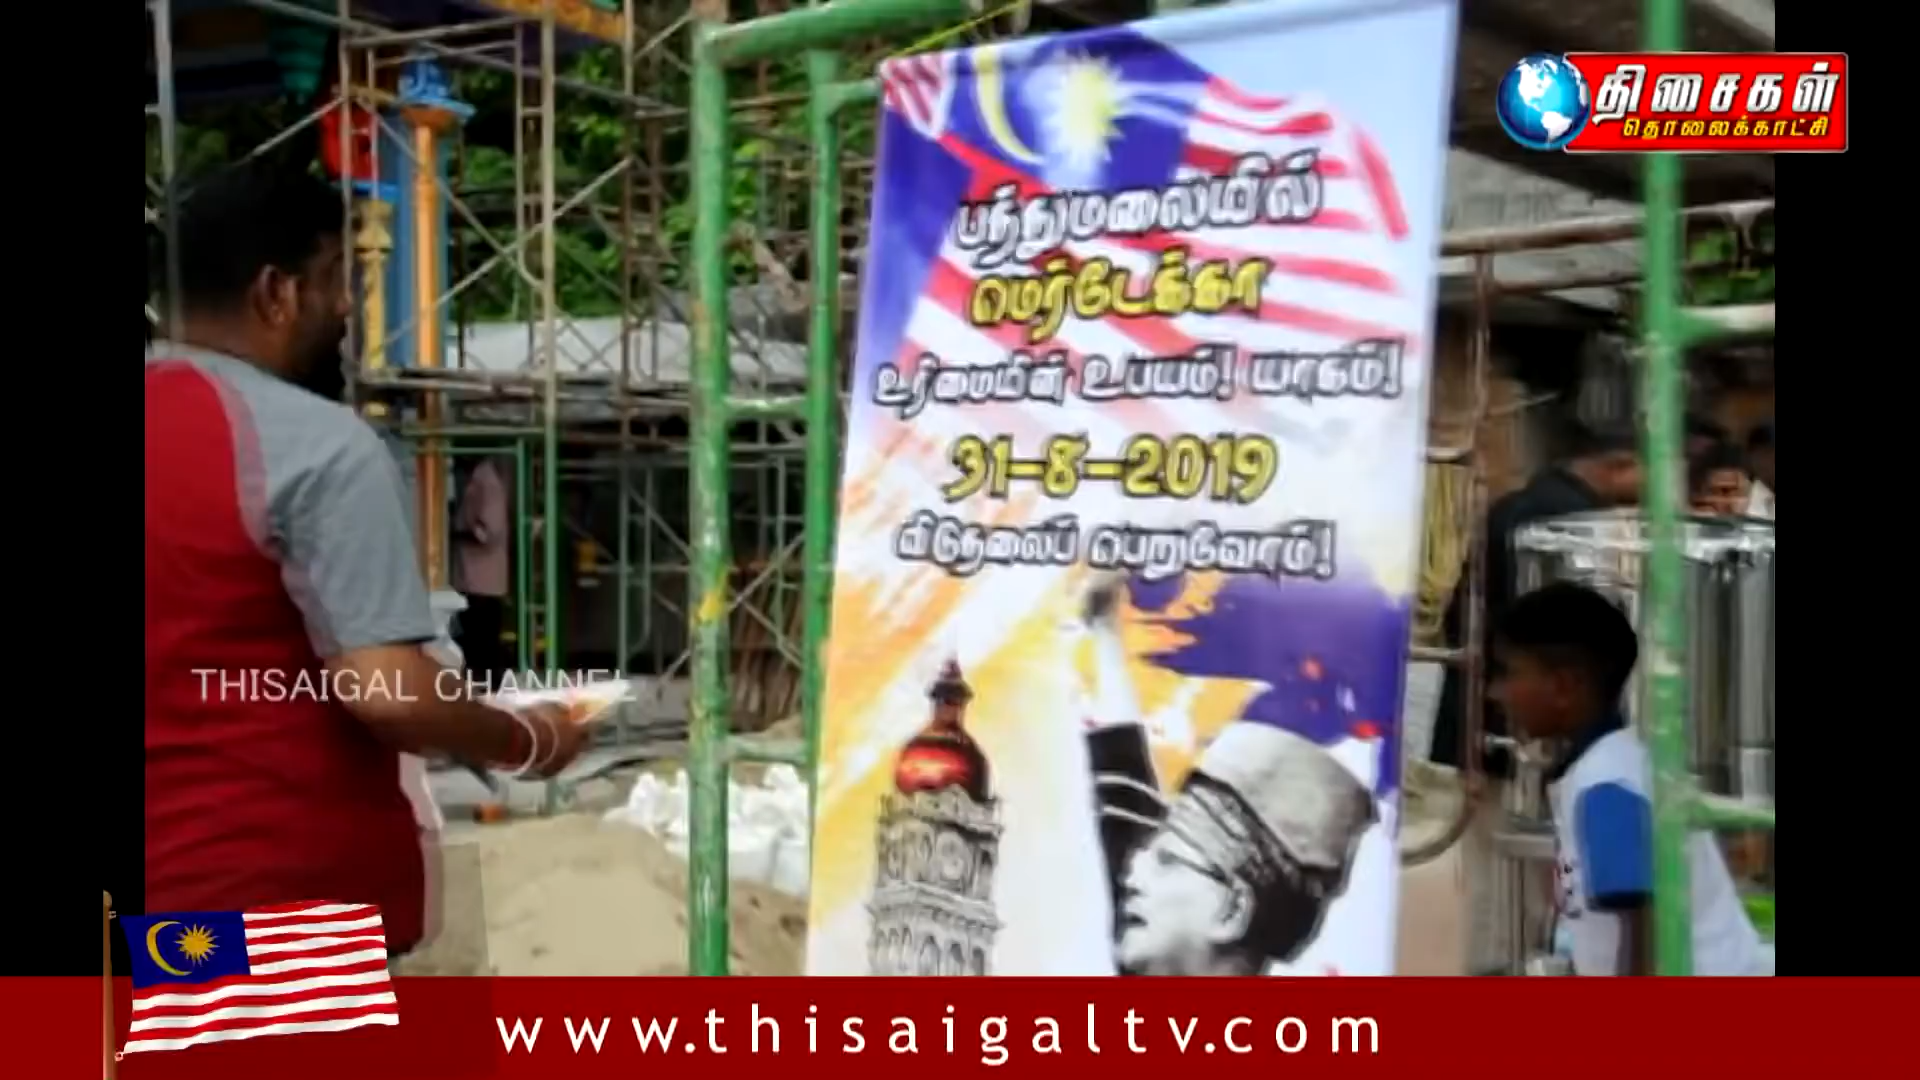 திசைகள்
தொலைக்காட்சி
பத்துமலையில்
மெர்டேக்கா
உரிமையின் உபயம்! யாகம்!
31-8-2019
விடுதலைப் பெறுவோம்!
THISAIGAL CHANNEL
www.thisaigaltv.com